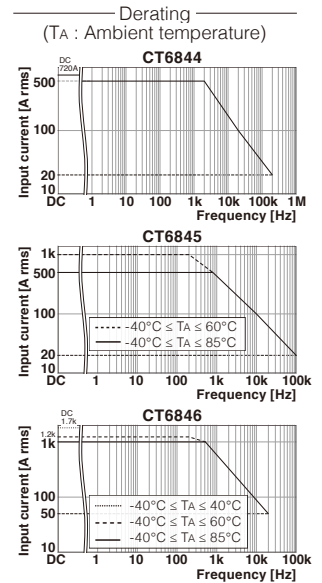 Derating
(TA : Ambient temperature)
CT6844
DC
720A
500
100
20
10
Input current [A rms]
DC 1 10 100 1k 10k 100k 1M
Frequency [Hz]
CT6845
1k
500
100
20
10
Input current [A rms]
-40°C ≤ TA ≤ 60°C
-40°C ≤ TA ≤ 85°C
DC 1 10 100 1k 10k 100k
Frequency [Hz]
CT6846
DC
1.7k
1.2k
1k
100
50
10
Input current [A rms]
-40°C ≤ TA ≤ 40°C
-40°C ≤ TA ≤ 60°C
-40°C ≤ TA ≤ 85°C
DC 1 10 100 1k 10k 100k
Frequency [Hz]